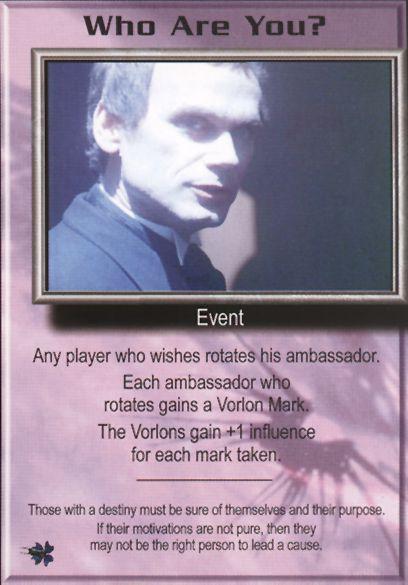 Who Are You?
Event
Any player who wishes rotates his ambassador.
Each ambassador who
rotates gains a Vorlon Mark.
The Vorlons gain +1 influence
for each mark taken.
Those with a destiny must be sure of themselves and their purpose.
If their motivations are not pure, then they
may not be the right person to lead a cause.